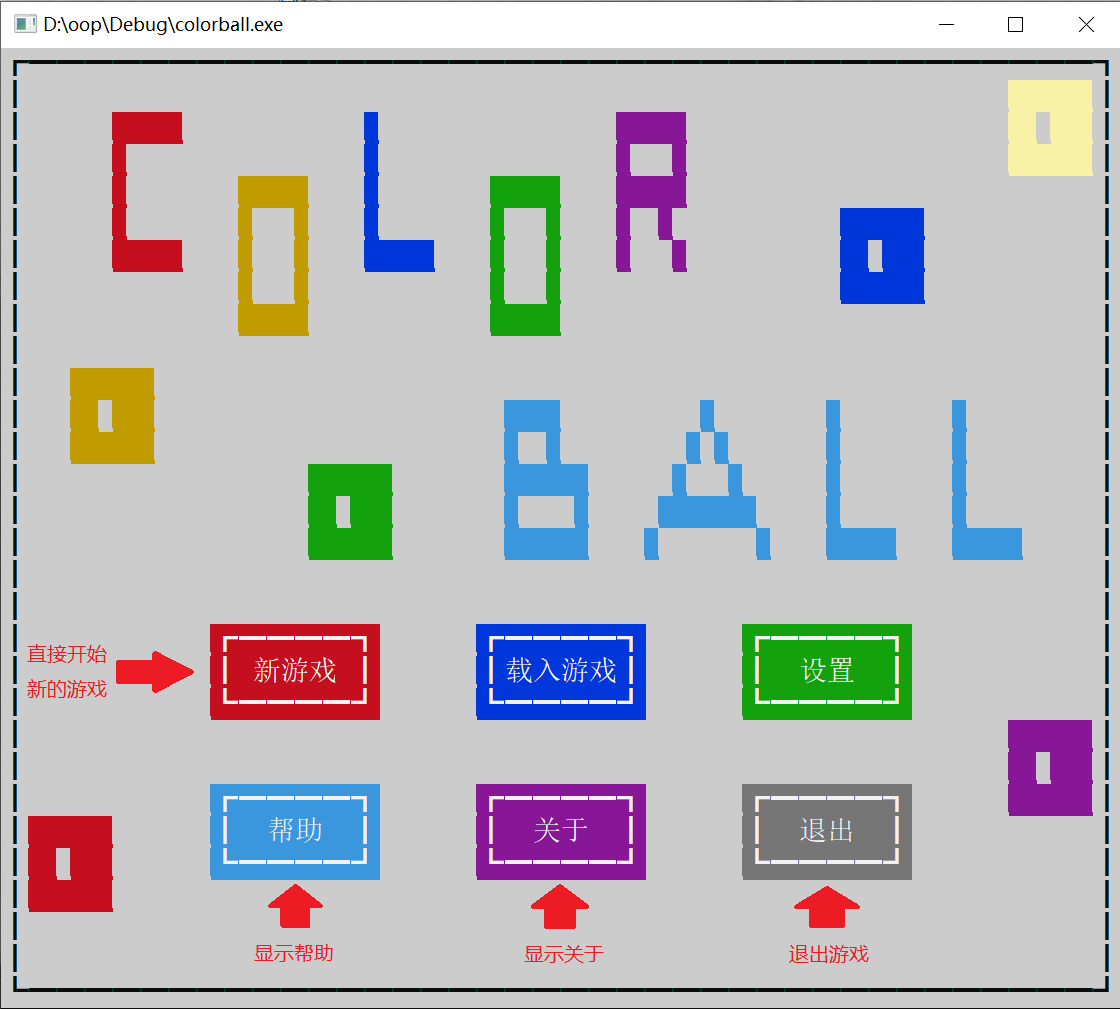 D:\oop\Debug\colorball.exe
COLOR
BALL
直接开始
新的游戏
新游戏
载入游戏
设置
帮助
关于
退出
显示帮助
显示关于
退出游戏